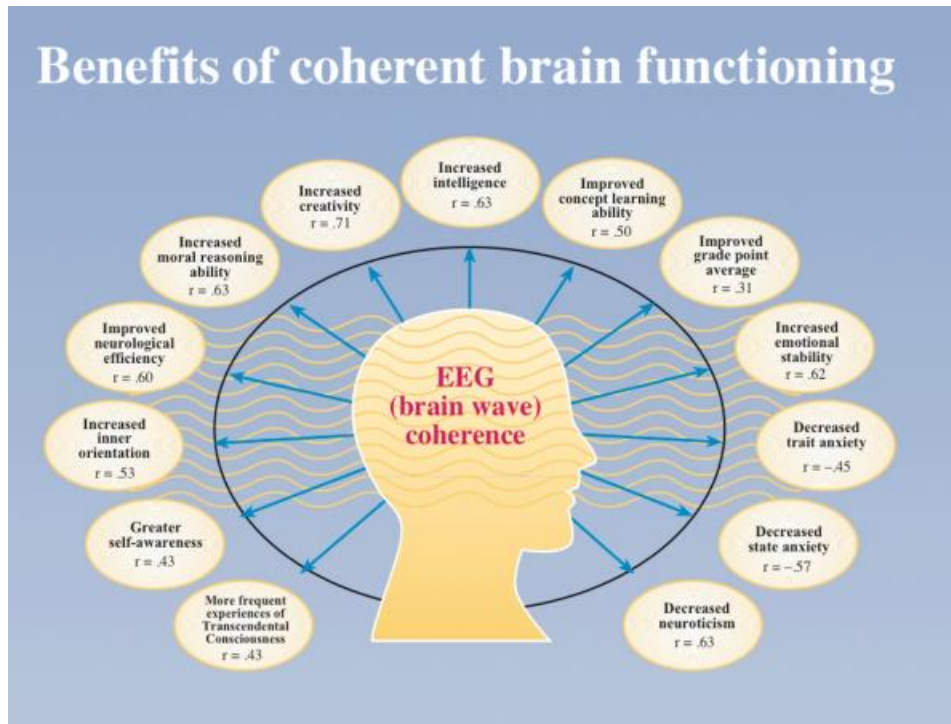 Benefits of coherent brain functioning
Increased
intelligence
r = .63
Increased
creativity
r = .71
Improved
concept learning
ability
r = .50
Increased
moral reasoning
ability
r = .63
Improved
grade point
average
r = .31
Improved
neurological
efficiency
r = .60
Increased
emotional
stability
r = .62
EEG
(brain wave)
coherence
Increased
inner
orientation
r = .53
Decreased
trait anxiety
r = –.45
Greater
self-awareness
r = .43
Decreased
state anxiety
r = –.57
More frequent
experiences of
Transcendental
Consciousness
r = .43
Decreased
neuroticism
r = .63